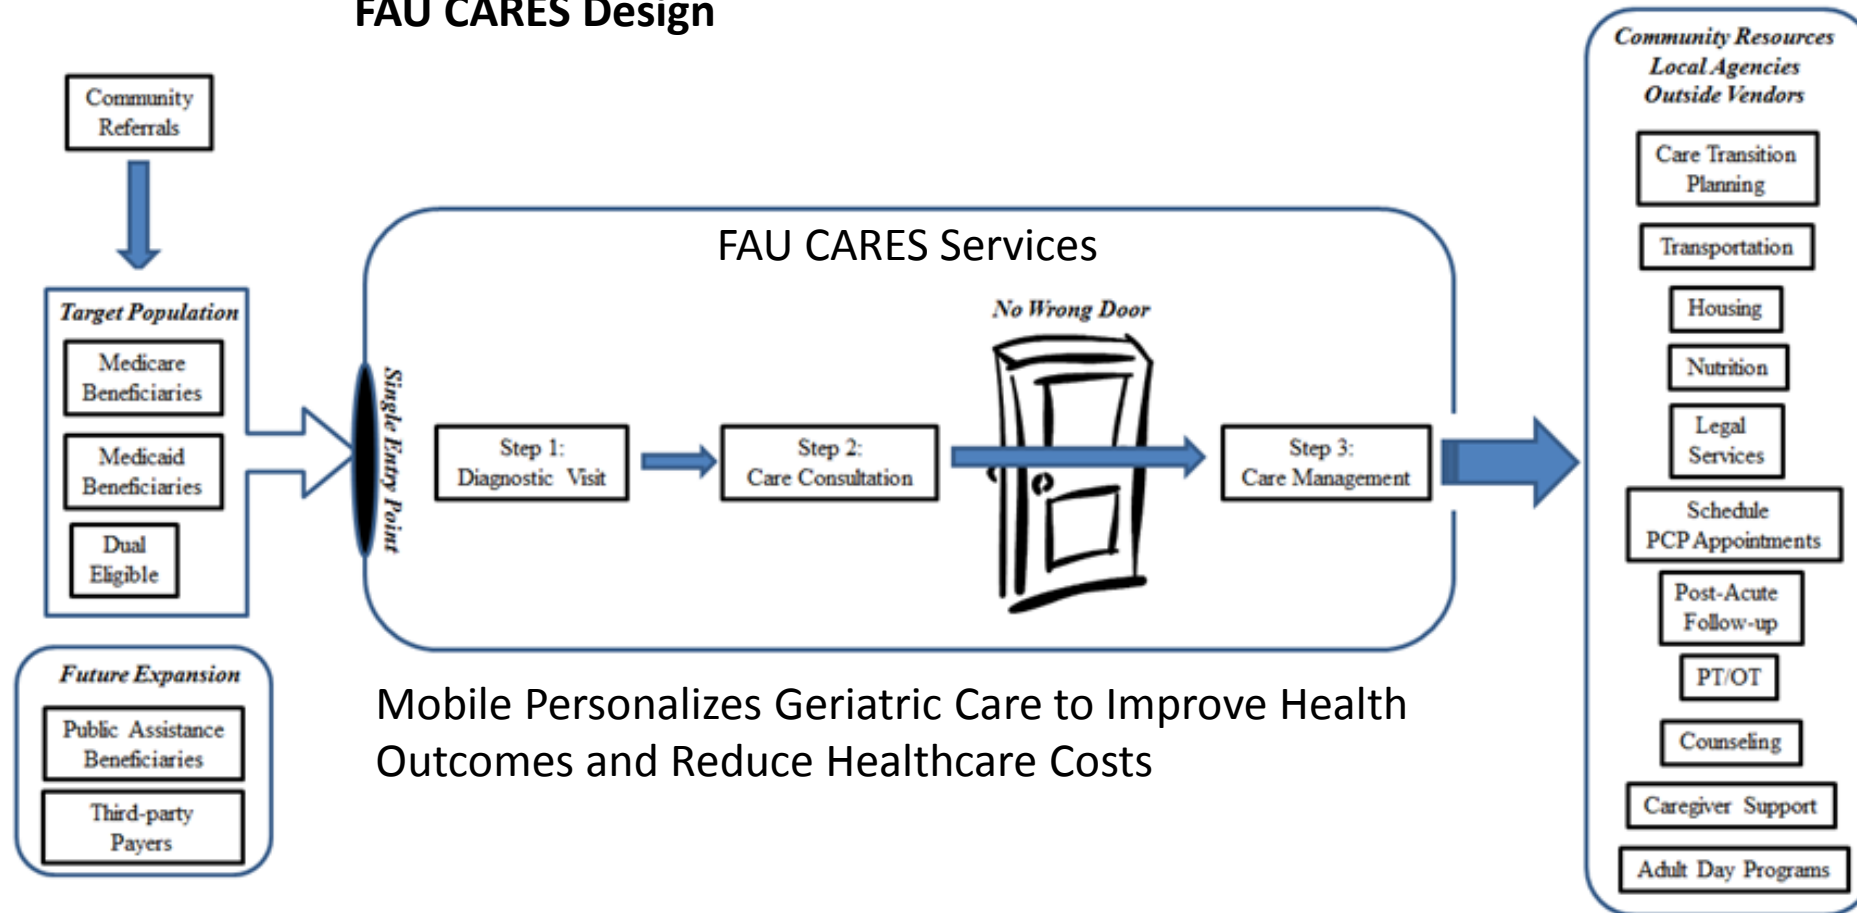 FAU CARES Design
Community
Referrals
Target Population
Medicare
Beneficiaries
Medicaid
Beneficiaries
Dual
Eligible
Future Expansion
Public Assistance
Beneficiaries
Third-party
Payers
FAU CARES Services
Single Entry Point
Step 1:
Diagnostic Visit
Step 2:
Care Consultation
No Wrong Door
Step 3:
Care Management
Mobile Personalizes Geriatric Care to Improve Health
Outcomes and Reduce Healthcare Costs
Community Resources
Local Agencies
Outside Vendors
Care Transition
Planning
Transportation
Housing
Nutrition
Legal
Services
Schedule
PCP Appointments
Post-Acute
Follow-up
PT/OT
Counseling
Caregiver Support
Adult Day Programs